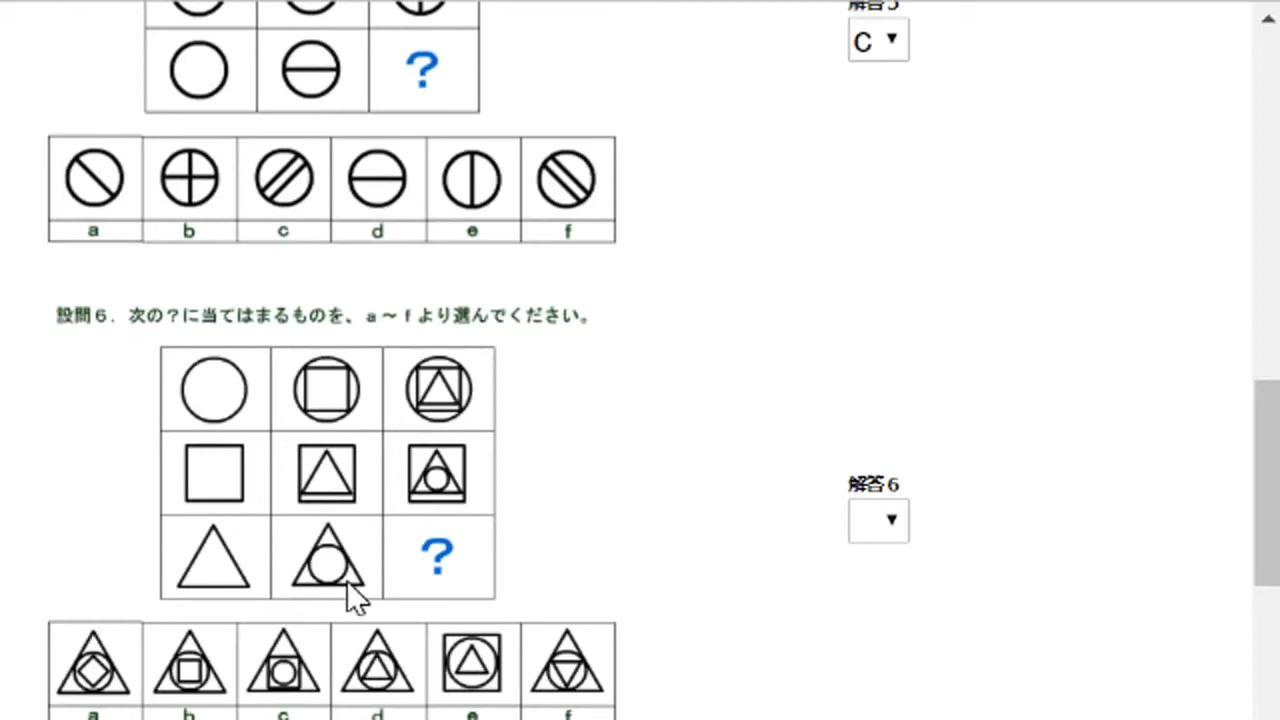 解答5
C ▼
?
a b c d e f
設問6．次の？に当てはまるものを、a～fより選んでください。
解答6
▼
?
a b c d e f